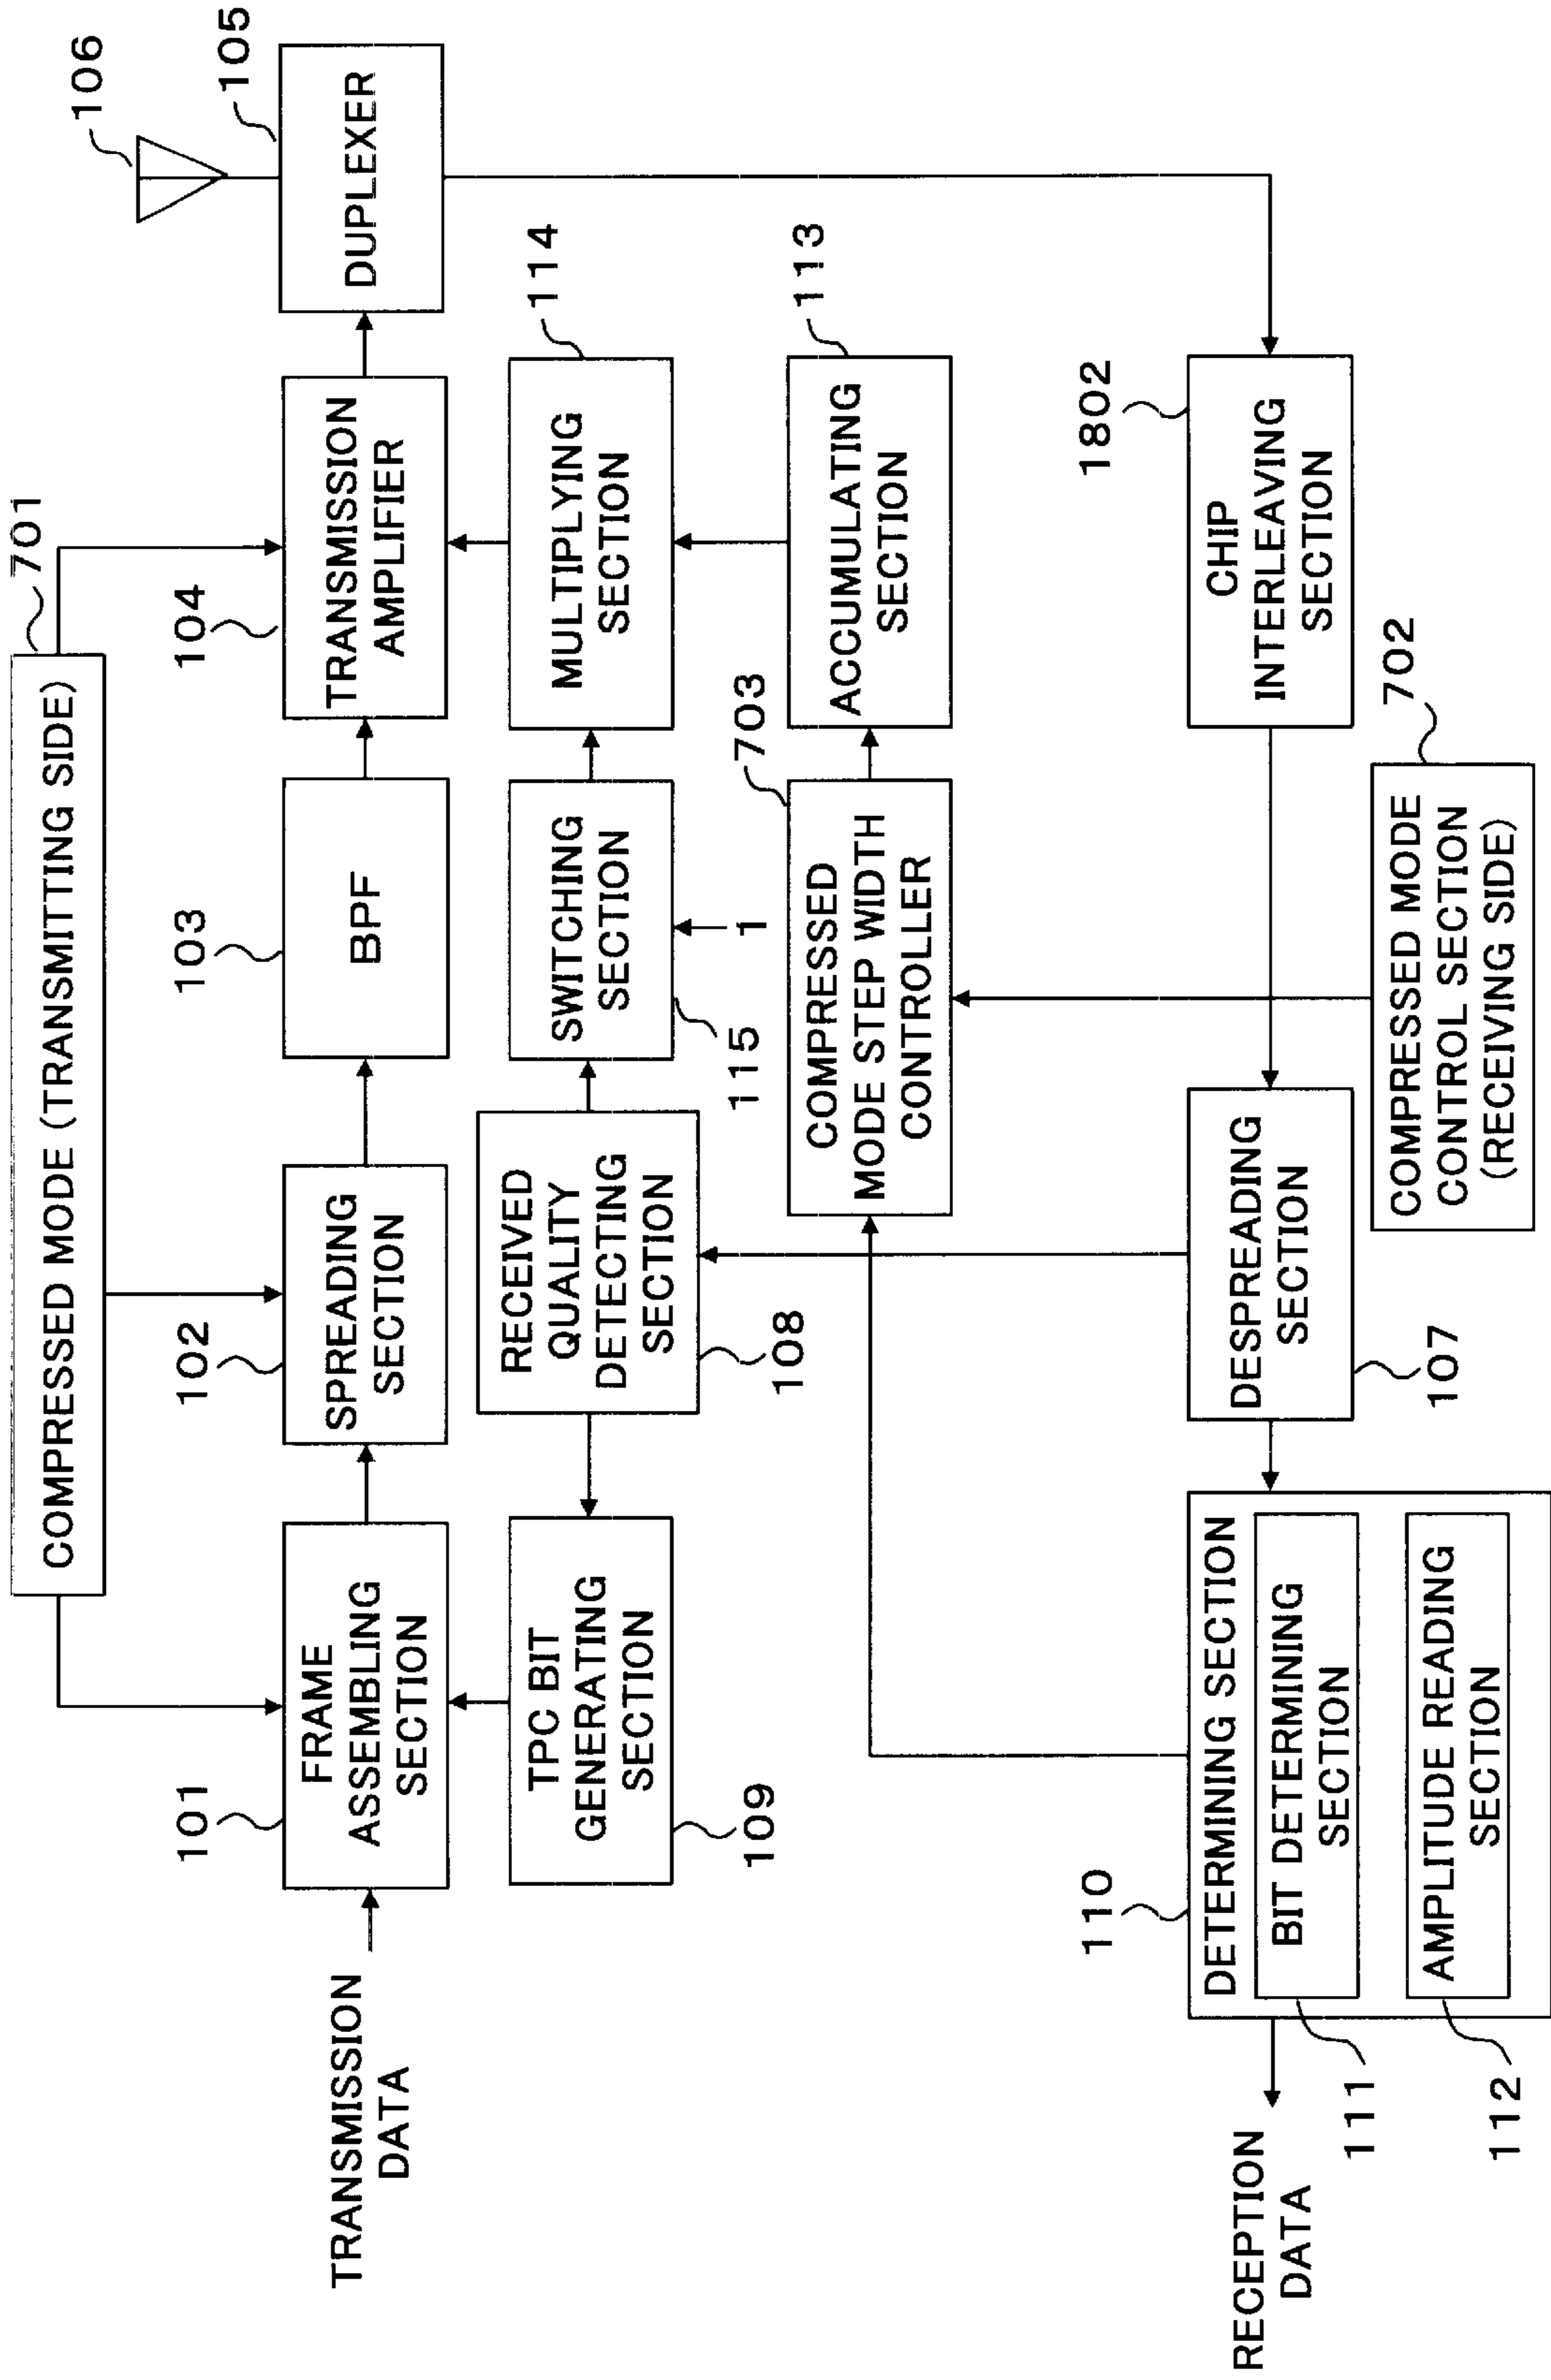 COMPRESSED MODE (TRANSMITTING SIDE)
701
106
105
DUPLEXER
104
TRANSMISSION
AMPLIFIER
103
BPF
102
SPREADING
SECTION
101
FRAME
ASSEMBLING
SECTION
TRANSMISSION
DATA
TPC BIT
GENERATING
SECTION
109
RECEIVED
QUALITY
DETECTING
SECTION
108
SWITCHING
SECTION
1
115
MULTIPLYING
SECTION
114
COMPRESSED
MODE STEP WIDTH
CONTROLLER
703
ACCUMULATING
SECTION
113
1802
CHIP
INTERLEAVING
SECTION
DESPREADING
SECTION
107
COMPRESSED MODE
CONTROL SECTION
(RECEIVING SIDE)
702
110
DETERMINING SECTION
BIT DETERMINING
SECTION
111
AMPLITUDE READING
SECTION
112
RECEPTION
DATA